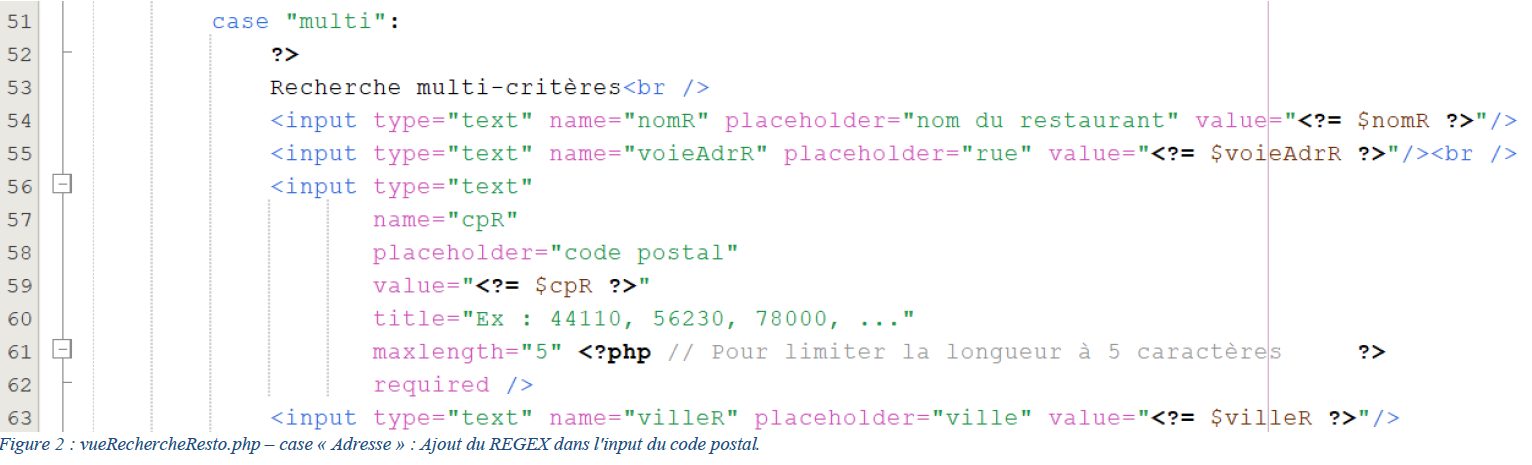 51 case "multi":
52 ?>
53 Recherche multi-critères<br />
54 <input type="text" name="nomR" placeholder="nom du restaurant" value="<?= $nomR ?>"/>
55 <input type="text" name="voieAdrR" placeholder="rue" value="<?= $voieAdrR ?>"/><br />
56 <input type="text"
57 name="cpR"
58 placeholder="code postal"
59 value="<?= $cpR ?>"
60 title="Ex : 44110, 56230, 78000, ..."
61 maxlength="5" <?php // Pour limiter la longueur à 5 caractères ?>
62 required />
63 <input type="text" name="villeR" placeholder="ville" value="<?= $villeR ?>"/>
Figure 2 : vueRechercheResto.php – case « Adresse » : Ajout du REGEX dans l'input du code postal.